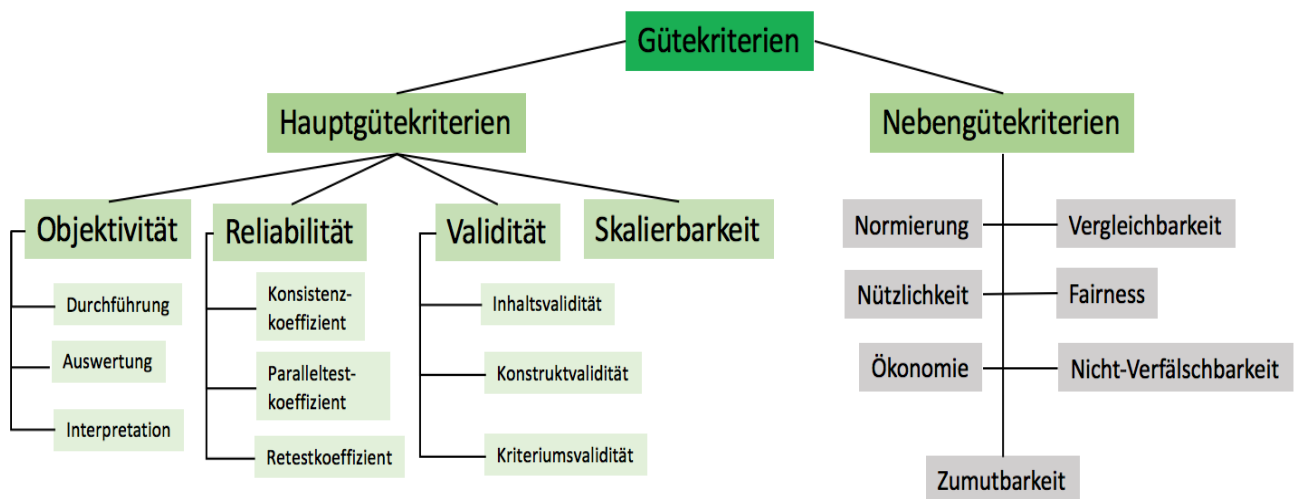 Gütekriterien
Hauptgütekriterien
Nebengütekriterien
Objektivität
Reliabilität
Validität
Skalierbarkeit
Durchführung
Auswertung
Interpretation
Konsistenz-
koeffizient
Paralleltest-
koeffizient
Retestkoeffizient
Inhaltsvalidität
Konstruktvalidität
Kriteriumsvalidität
Normierung
Vergleichbarkeit
Nützlichkeit
Fairness
Ökonomie
Nicht-Verfälschbarkeit
Zumutbarkeit